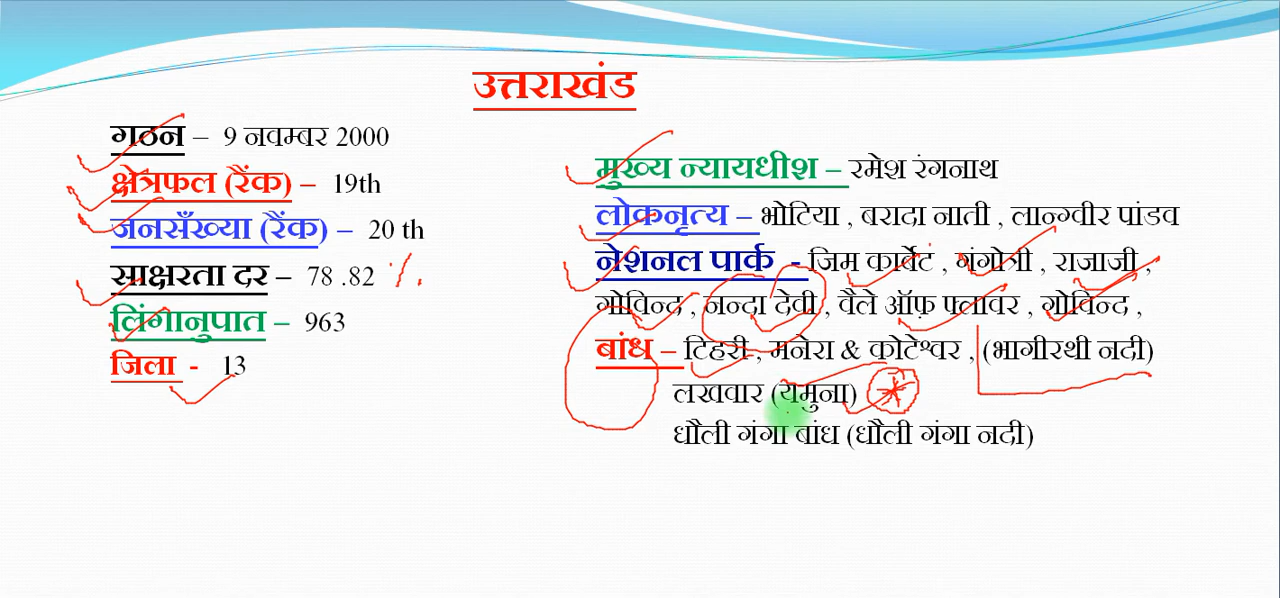 उत्तराखंड
गठन – 9 नवम्बर 2000
क्षेत्रफल (रैंक) – 19th
जनसँख्या (रैंक) – 20 th
साक्षरता दर – 78 .82 %
लिंगानुपात – 963
जिला - 13
मुख्य न्यायधीश – रमेश रंगनाथ
लोकनृत्य – भोटिया , बरादा नाती , लान्ग्वीर पांडव
नेशनल पार्क - जिम कार्बेट , गंगोत्री , राजाजी ,
गोविन्द , नन्दा देवी , वैले ऑफ़ फ्लावर , गोविन्द ,
बांध – टिहरी , मनेरा & कोटेश्वर , (भागीरथी नदी)
लखवार (यमुना)
धौली गंगा बांध (धौली गंगा नदी)